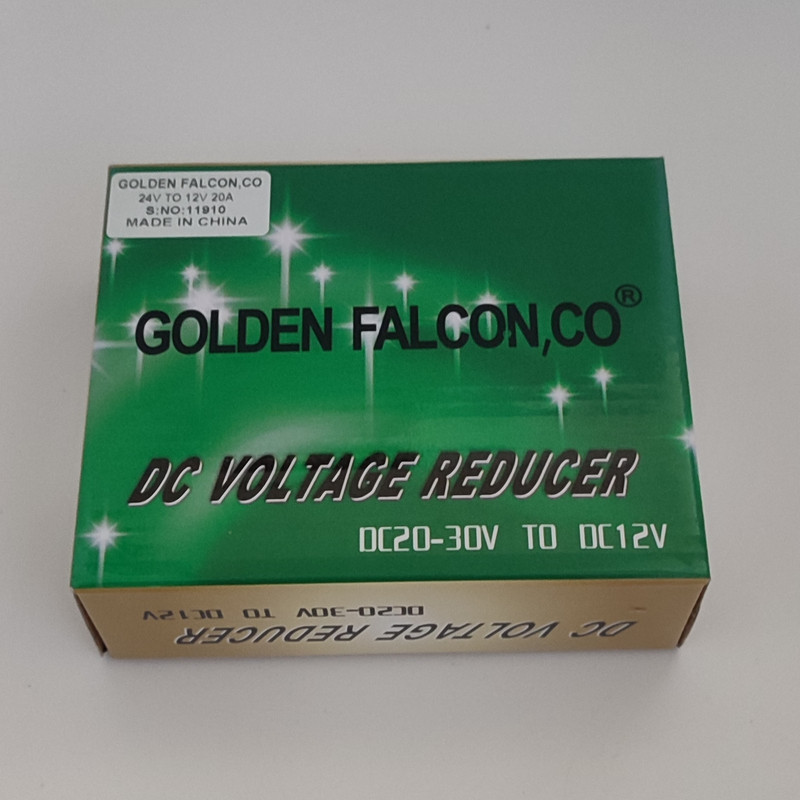 GOLDEN FALCON,CO
24V TO 12V 20A
S:NO:11910
MADE IN CHINA
GOLDEN FALCON,CO®
DC VOLTAGE REDUCER
DC20-30V TO DC12V
DC VOLTAGE REDUCER
DC20-30V TO DC12V